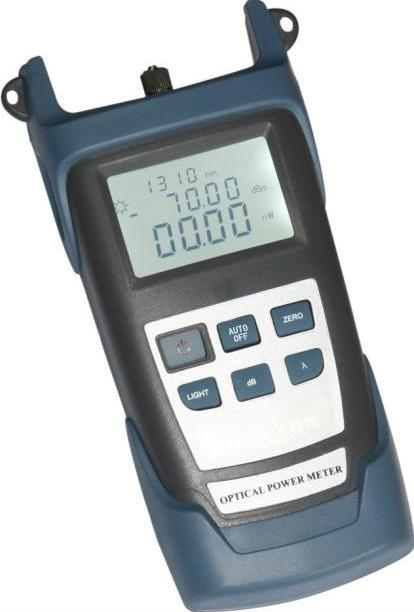 1310 nm
-70.00 dBm
00.00 nW
AUTO OFF ZERO
LIGHT dB λ
OPTICAL POWER METER